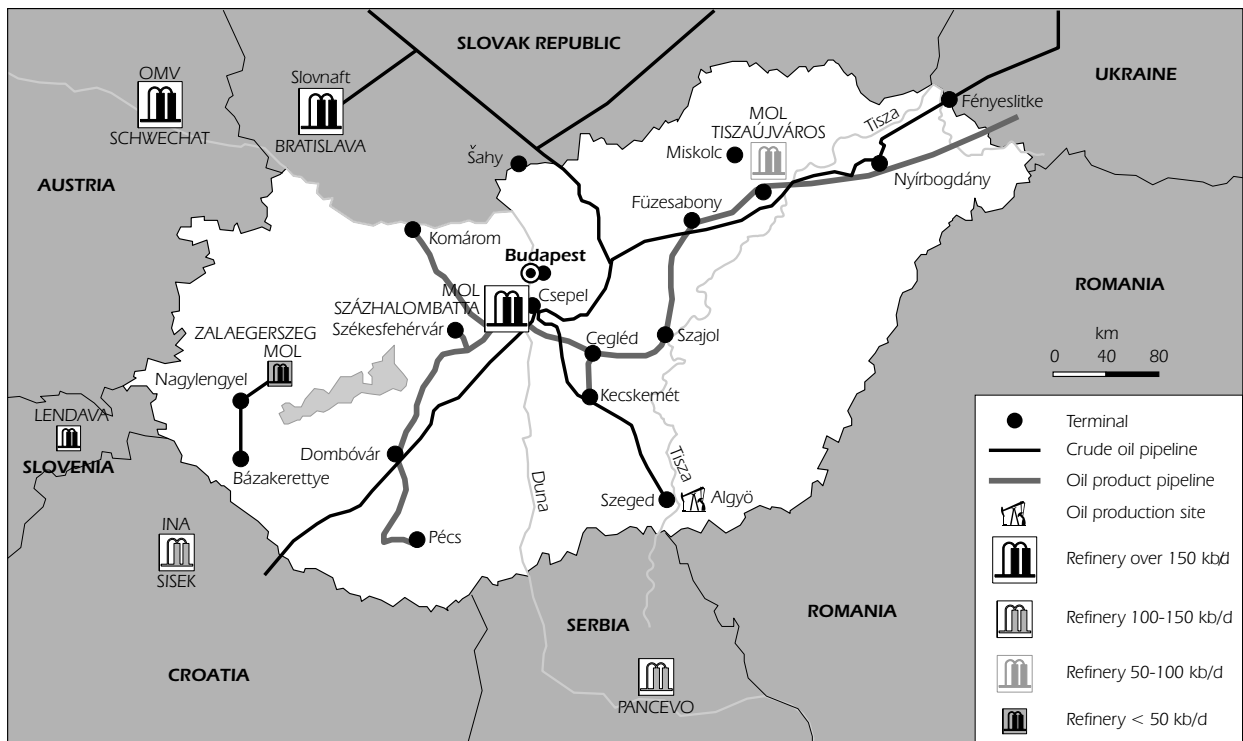 SLOVAK REPUBLIC
UKRAINE
OMV
SCHWECHAT
Slovnaft
BRATISLAVA
AUSTRIA
Šahy
MOL
TISZAÚJVÁROS
Miskolc
Tisza
Fényeslitke
Nyírbogdány
Füzesabony
Komárom
Budapest
MOL
SZÁZHALOMBATTA
Csepel
Székesfehérvár
Cegléd
Szajol
ROMANIA
km
0 40 80
ZALAEGERSZEG
MOL
Nagylengyel
Kecskemét
LENDAVA
SLOVENIA
Bázakerettye
Dombóvár
Duna
Tisza
Szeged
Algyö
Pécs
INA
SISEK
SERBIA
ROMANIA
CROATIA
PANCEVO
Terminal
Crude oil pipeline
Oil product pipeline
Oil production site
Refinery over 150 kb/d
Refinery 100-150 kb/d
Refinery 50-100 kb/d
Refinery < 50 kb/d